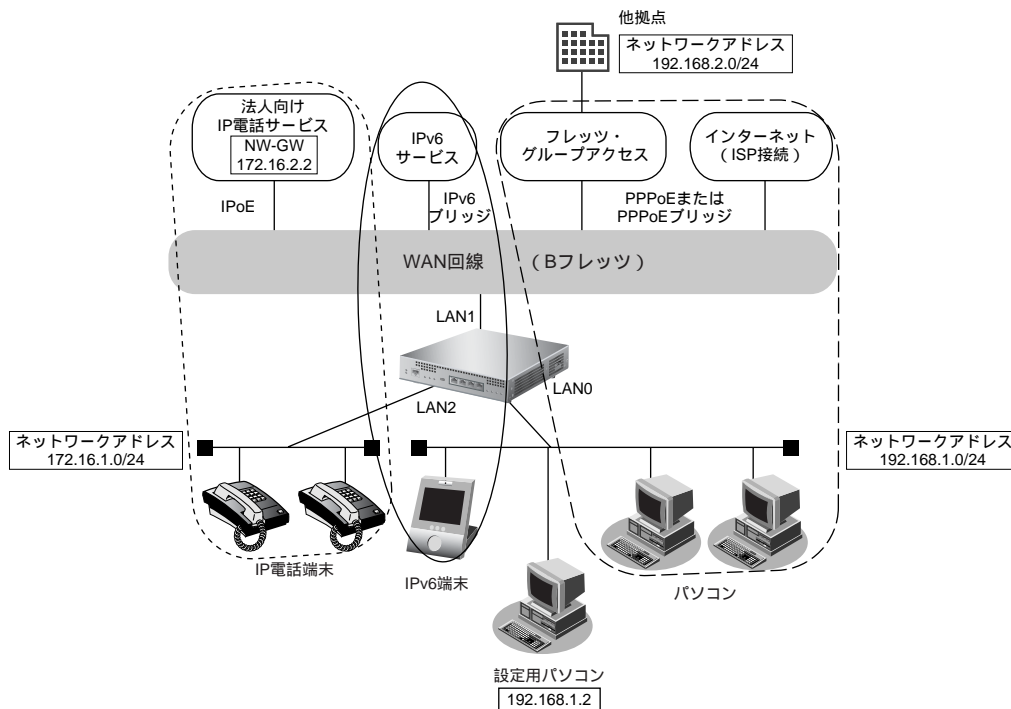 他拠点
ネットワークアドレス
192.168.2.0/24
法人向け
IP電話サービス
NW-GW
172.16.2.2
IPv6
サービス
フレッツ・
グループアクセス
インターネット
（ISP接続）
IPoE
IPv6
ブリッジ
PPPoEまたは
PPPoEブリッジ
WAN回線　（Bフレッツ）
LAN1
LAN0
LAN2
ネットワークアドレス
172.16.1.0/24
ネットワークアドレス
192.168.1.0/24
IP電話端末
IPv6端末
パソコン
設定用パソコン
192.168.1.2